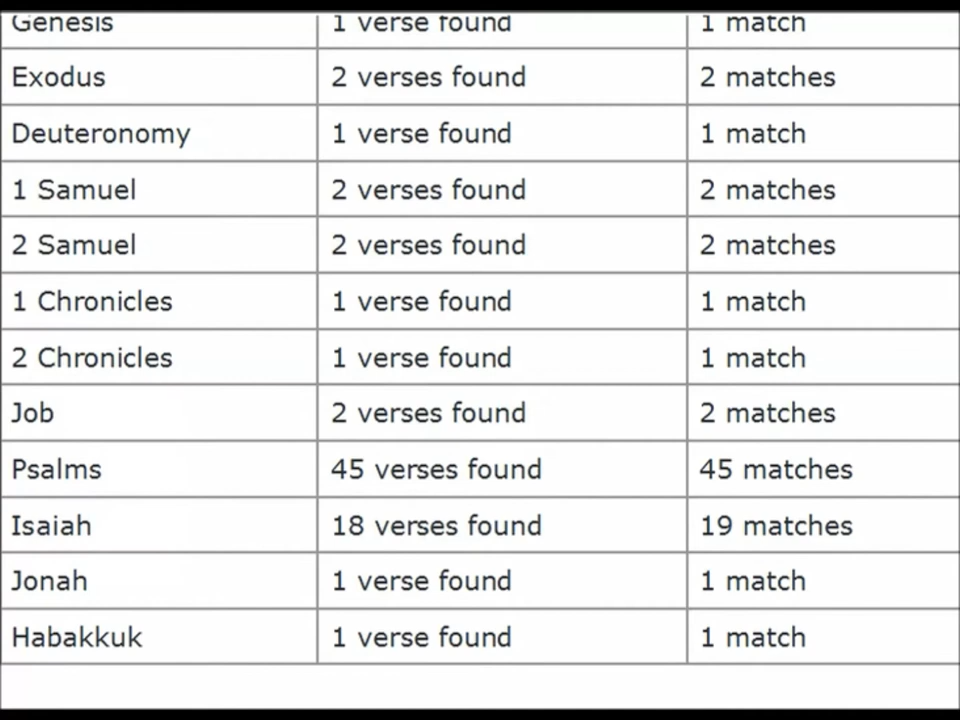 Genesis 1 verse found 1 match
Exodus 2 verses found 2 matches
Deuteronomy 1 verse found 1 match
1 Samuel 2 verses found 2 matches
2 Samuel 2 verses found 2 matches
1 Chronicles 1 verse found 1 match
2 Chronicles 1 verse found 1 match
Job 2 verses found 2 matches
Psalms 45 verses found 45 matches
Isaiah 18 verses found 19 matches
Jonah 1 verse found 1 match
Habakkuk 1 verse found 1 match